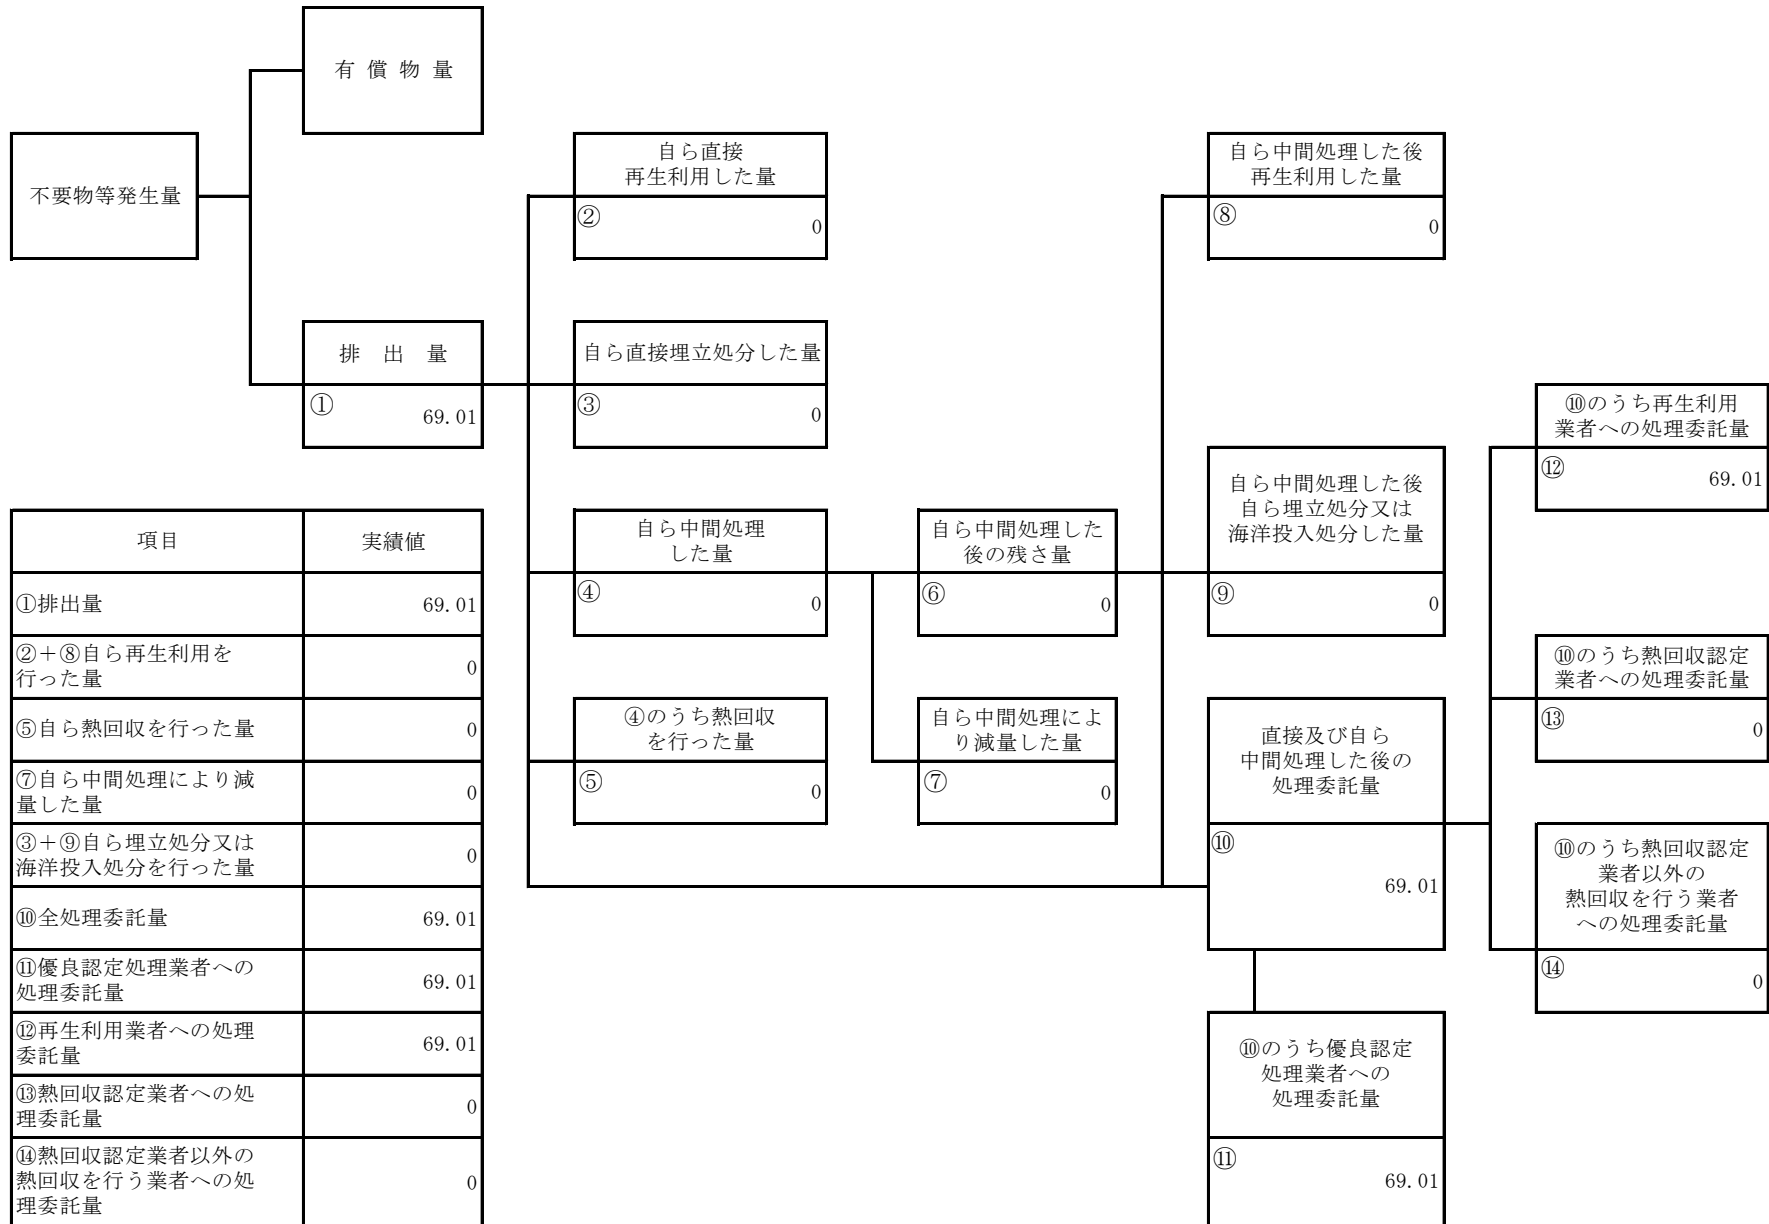 有 償 物 量
不要物等発生量
自ら直接
再生利用した量
②
0
自ら中間処理した後
再生利用した量
⑧
0
排 出 量
①
69.01
自ら直接埋立処分した量
③
0
⑩のうち再生利用
業者への処理委託量
⑫
69.01
自ら中間処理
した量
④
0
自ら中間処理した
後の残さ量
⑥
0
自ら中間処理した後
自ら埋立処分又は
海洋投入処分した量
⑨
0
⑩のうち熱回収認定
業者への処理委託量
⑬
0
④のうち熱回収
を行った量
⑤
0
自ら中間処理によ
り減量した量
⑦
0
直接及び自ら
中間処理した後の
処理委託量
⑩
69.01
⑩のうち熱回収認定
業者以外の
熱回収を行う業者
への処理委託量
⑭
0
⑩のうち優良認定
処理業者への
処理委託量
⑪
69.01
項目 実績値
①排出量 69.01
②+⑧自ら再生利用を
行った量 0
⑤自ら熱回収を行った量 0
⑦自ら中間処理により減
量した量 0
③+⑨自ら埋立処分又は
海洋投入処分を行った量 0
⑩全処理委託量 69.01
⑪優良認定処理業者への
処理委託量 69.01
⑫再生利用業者への処理
委託量 69.01
⑬熱回収認定業者への処
理委託量 0
⑭熱回収認定業者以外の
熱回収を行う業者への処
理委託量 0